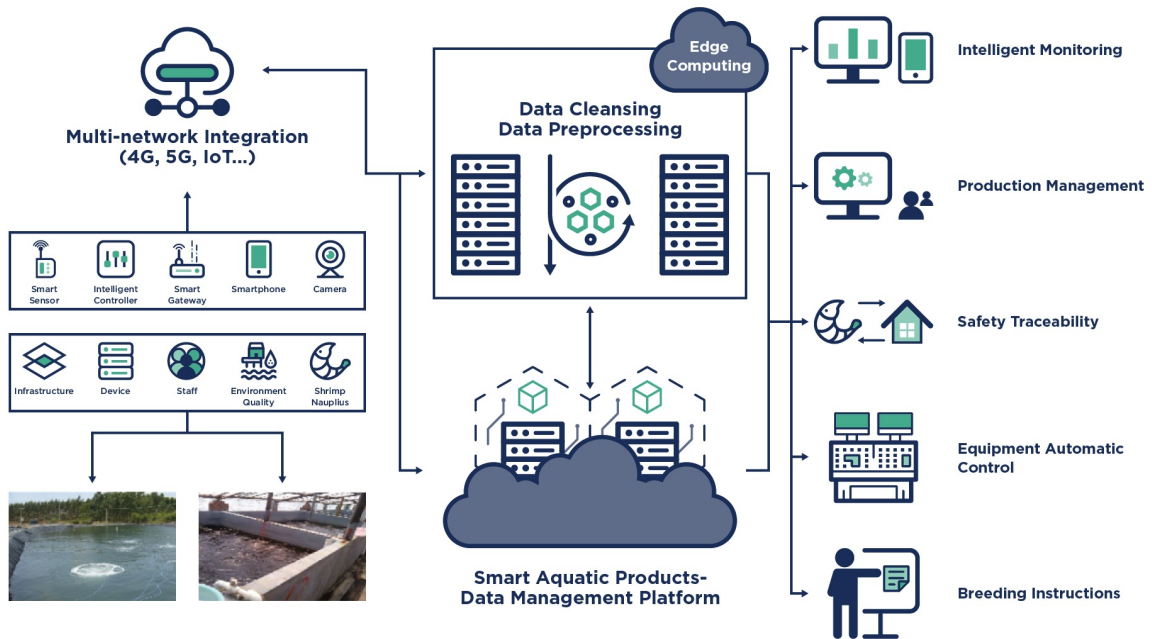 Multi-network Integration
(4G, 5G, IoT...)
Smart
Sensor
Intelligent
Controller
Smart
Gateway
Smartphone
Camera
Infrastructure
Device
Staff
Environment
Quality
Shrimp
Nauplius
Edge
Computing
Data Cleansing
Data Preprocessing
Smart Aquatic Products-
Data Management Platform
Intelligent Monitoring
Production Management
Safety Traceability
Equipment Automatic
Control
Breeding Instructions